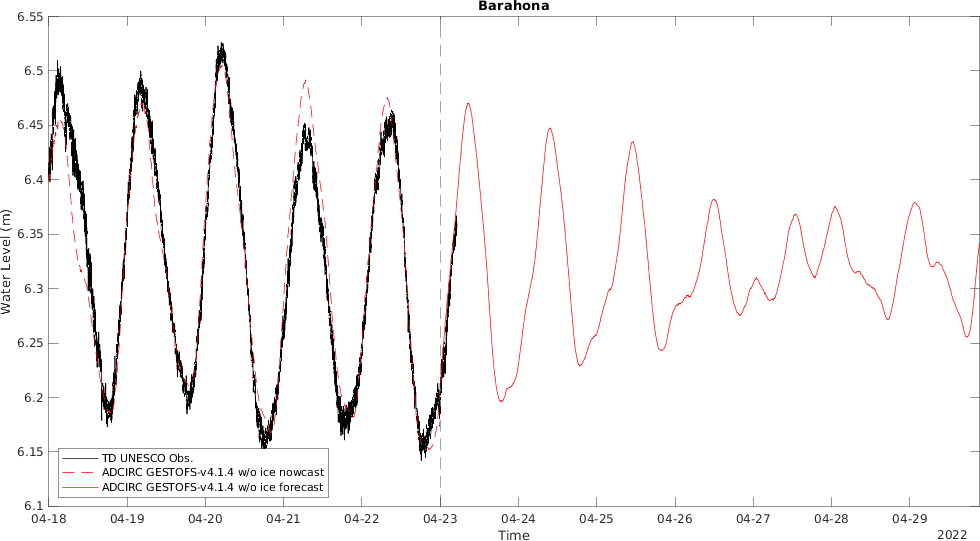 Barahona
6.55
6.5
6.45
6.4
6.35
6.3
6.25
6.2
6.15
6.1
Water Level (m)
TD UNESCO Obs.
ADCIRC GESTOFS-v4.1.4 w/o ice nowcast
ADCIRC GESTOFS-v4.1.4 w/o ice forecast
04-18 04-19 04-20 04-21 04-22 04-23 04-24 04-25 04-26 04-27 04-28 04-29
Time
2022